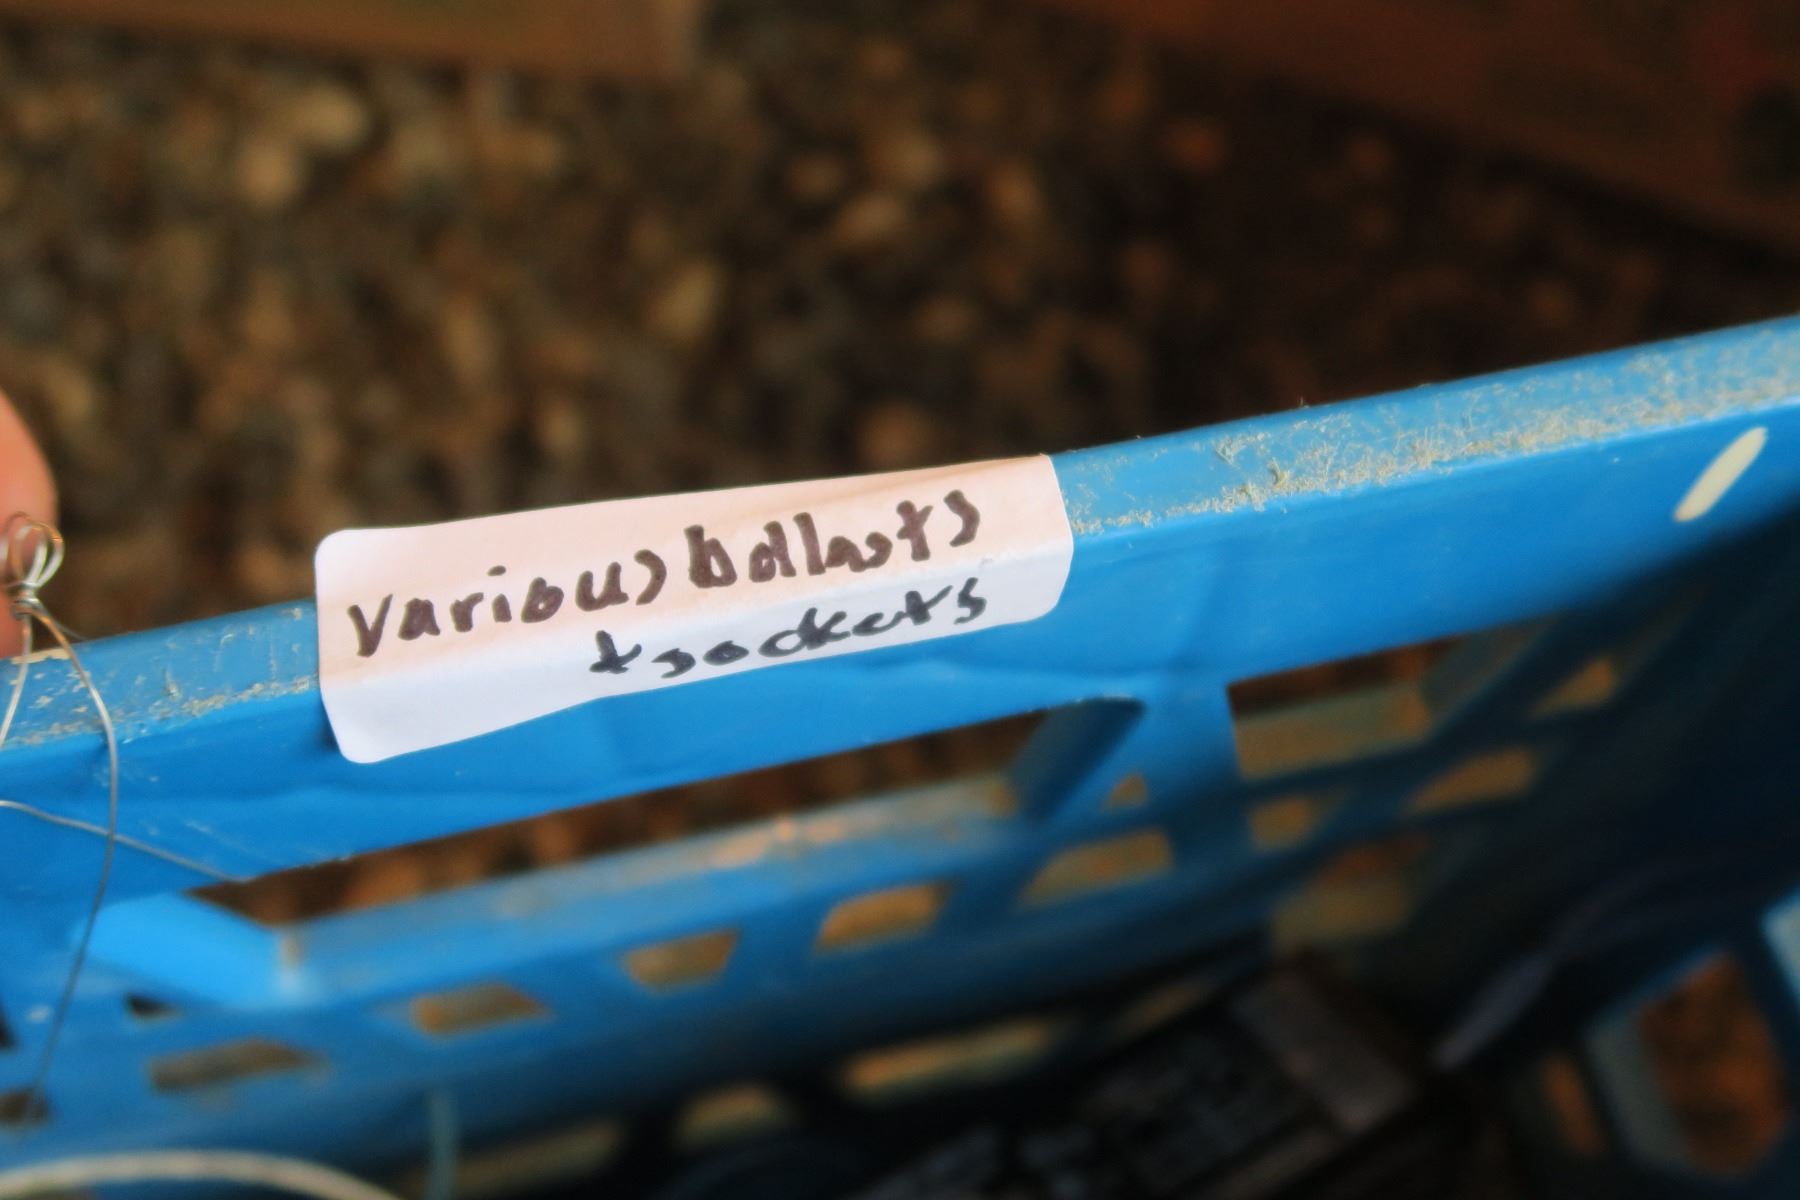 various ballasts
+ sockets